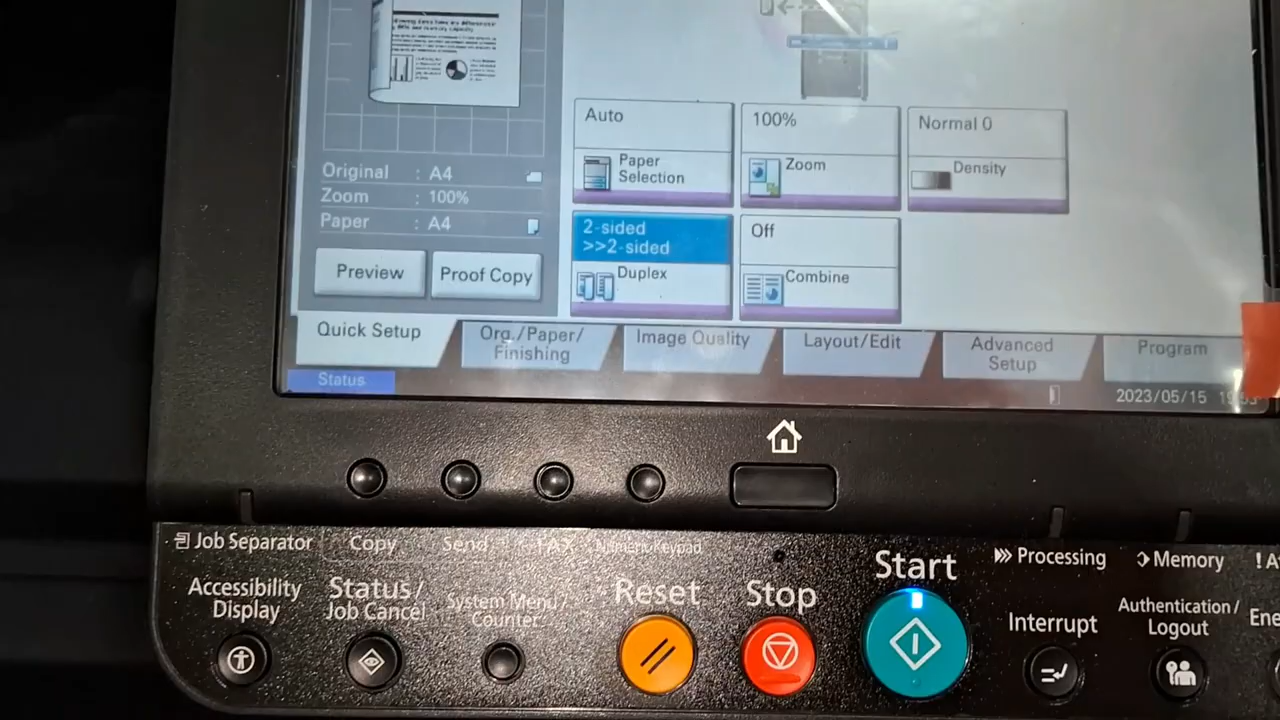 Auto
100%
Normal 0
Paper
Selection
Zoom
Density
Original : A4
Zoom : 100%
Paper : A4
2-sided
>>2-sided
Off
Duplex
Combine
Preview
Proof Copy
Quick Setup
Org./Paper/
Finishing
Image Quality
Layout/Edit
Advanced
Setup
Program
Status
2023/05/15
Job Separator
Copy
Send
FAX
Numeric Keypad
Processing
Memory
Accessibility
Display
Status/
Job Cancel
System Menu/
Counter
Reset
Stop
Start
Interrupt
Authentication/
Logout